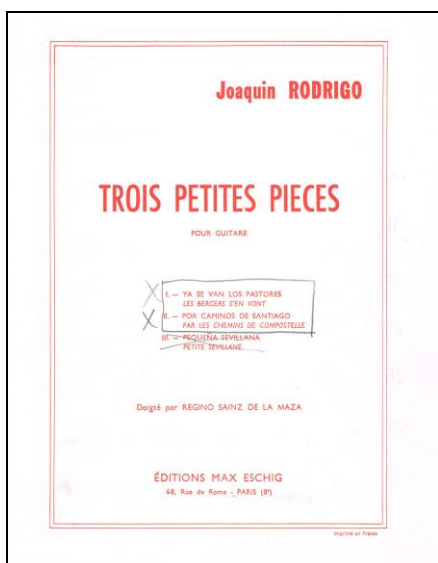 Joaquin RODRIGO
TROIS PETITES PIECES
POUR GUITARE
I. — YA SE VAN LOS PASTORES
LES BERGERS S'EN VONT
II. — POR CAMINOS DE SANTIAGO
PAR LES CHEMINS DE COMPOSTELLE
III. — PEQUEÑA SEVILLANA
PETITE SEVILLANE
Doigté par REGINO SAINZ DE LA MAZA
ÉDITIONS MAX ESCHIG
48, Rue de Rome - PARIS (8e)
Imprimé en France